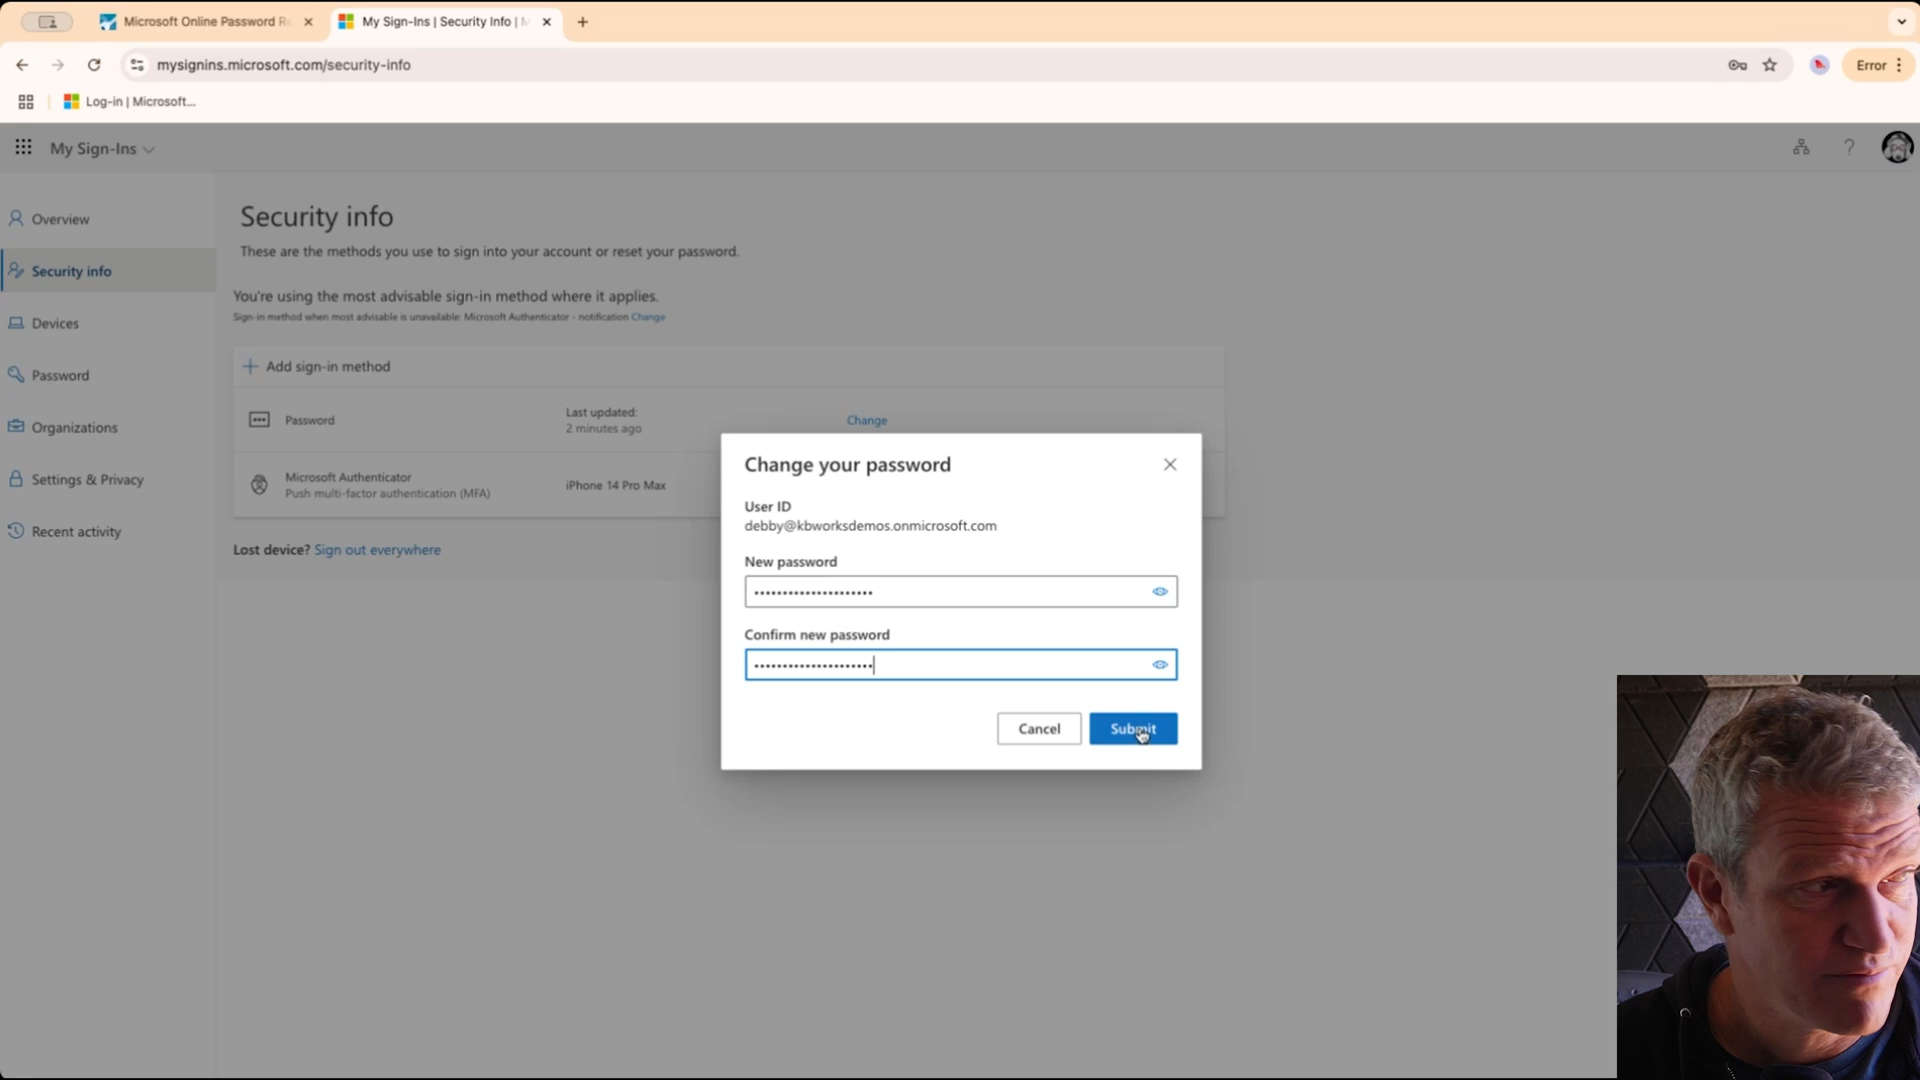 Microsoft Online Password Re
My Sign-Ins | Security Info | M
mysignins.microsoft.com/security-info
Error
Log-in | Microsoft...
My Sign-Ins
?
Overview
Security info
Devices
Password
Organizations
Settings & Privacy
Recent activity
Security info
These are the methods you use to sign into your account or reset your password.
You're using the most advisable sign-in method where it applies.
Sign-in method when most advisable is unavailable: Microsoft Authenticator - notification Change
Add sign-in method
Password
Last updated:
2 minutes ago
Change
Microsoft Authenticator
Push multi-factor authentication (MFA)
iPhone 14 Pro Max
Lost device? Sign out everywhere
Change your password
User ID
debby@kbworksdemos.onmicrosoft.com
New password
•••••••••••••••••••••
Confirm new password
•••••••••••••••••••••
Cancel
Submit